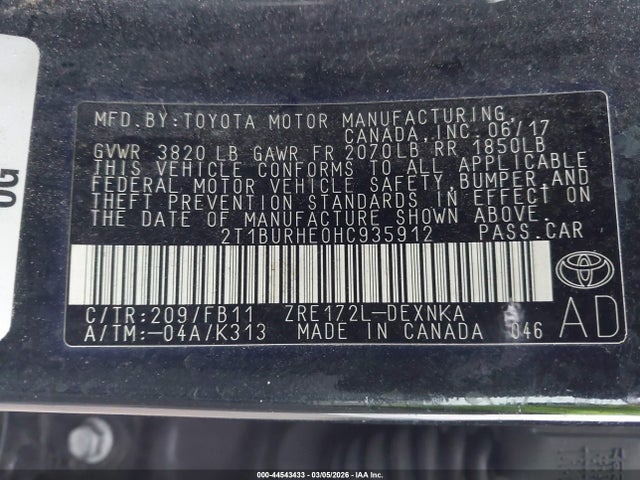 MFD. BY: TOYOTA MOTOR MANUFACTURING,
CANADA, INC. 06/17
GVWR 3820 LB GAWR FR 2070LB, RR 1850LB
THIS VEHICLE CONFORMS TO ALL APPLICABLE
FEDERAL MOTOR VEHICLE SAFETY, BUMPER, AND
THEFT PREVENTION STANDARDS IN EFFECT ON
THE DATE OF MANUFACTURE SHOWN ABOVE.
2T1BURHE0HC935912 PASS. CAR
C/TR: 209/FB11 ZRE172L-DEXNKA
A/TM: -04A/K313 MADE IN CANADA 046
AD
000-44543433 - 03/05/2026 - IAA Inc.